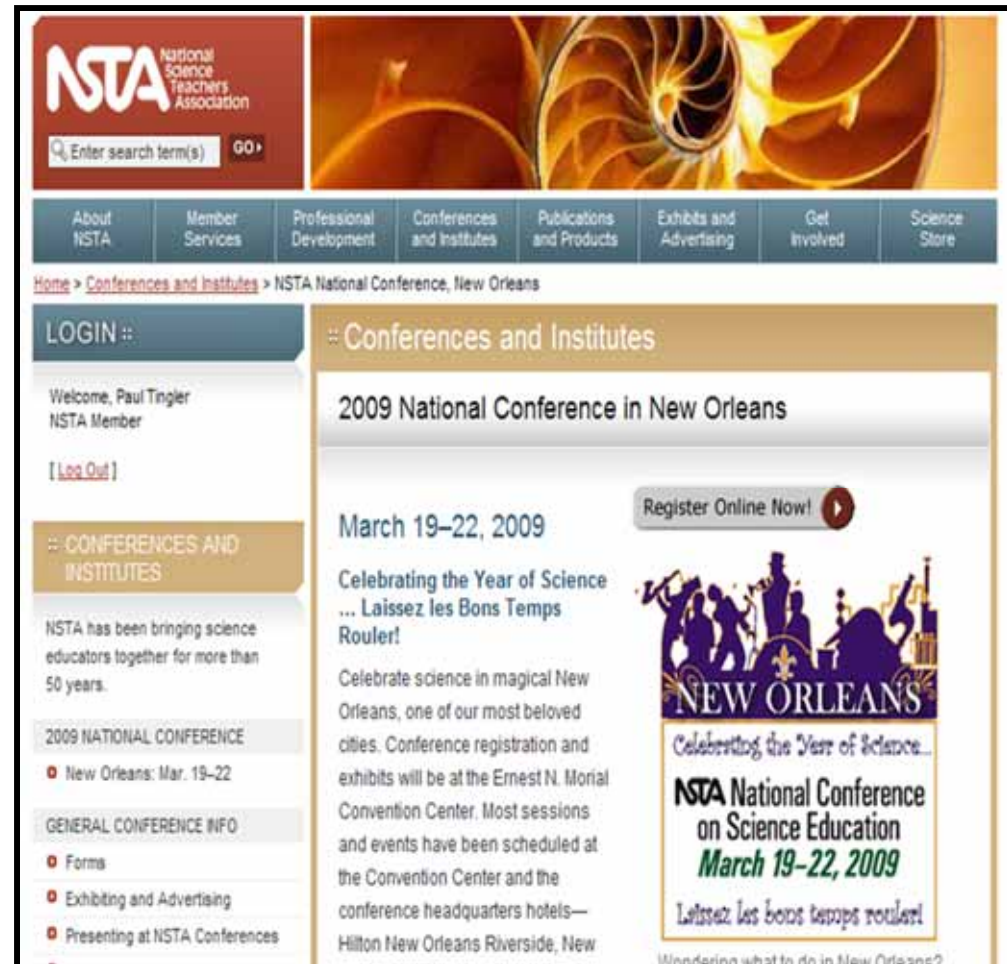 NSTA National
Science
Teachers
Association
Enter search term(s) GO
About
NSTA
Member
Services
Professional
Development
Conferences
and Institutes
Publications
and Products
Exhibits and
Advertising
Get
Involved
Science
Store
Home > Conferences and Institutes > NSTA National Conference, New Orleans
LOGIN ::
Welcome, Paul Tingler
NSTA Member
[ Log Out ]
:: CONFERENCES AND
INSTITUTES
NSTA has been bringing science
educators together for more than
50 years.
2009 NATIONAL CONFERENCE
New Orleans: Mar. 19–22
GENERAL CONFERENCE INFO
Forms
Exhibiting and Advertising
Presenting at NSTA Conferences
:: Conferences and Institutes
2009 National Conference in New Orleans
March 19–22, 2009
Celebrating the Year of Science
... Laissez les Bons Temps
Rouler!
Celebrate science in magical New
Orleans, one of our most beloved
cities. Conference registration and
exhibits will be at the Ernest N. Morial
Convention Center. Most sessions
and events have been scheduled at
the Convention Center and the
conference headquarters hotels—
Hilton New Orleans Riverside, New
Register Online Now!
NEW ORLEANS
Celebrating the Year of Science...
NSTA National Conference
on Science Education
March 19–22, 2009
Laissez les bons temps rouler!
Wondering what to do in New Orleans?